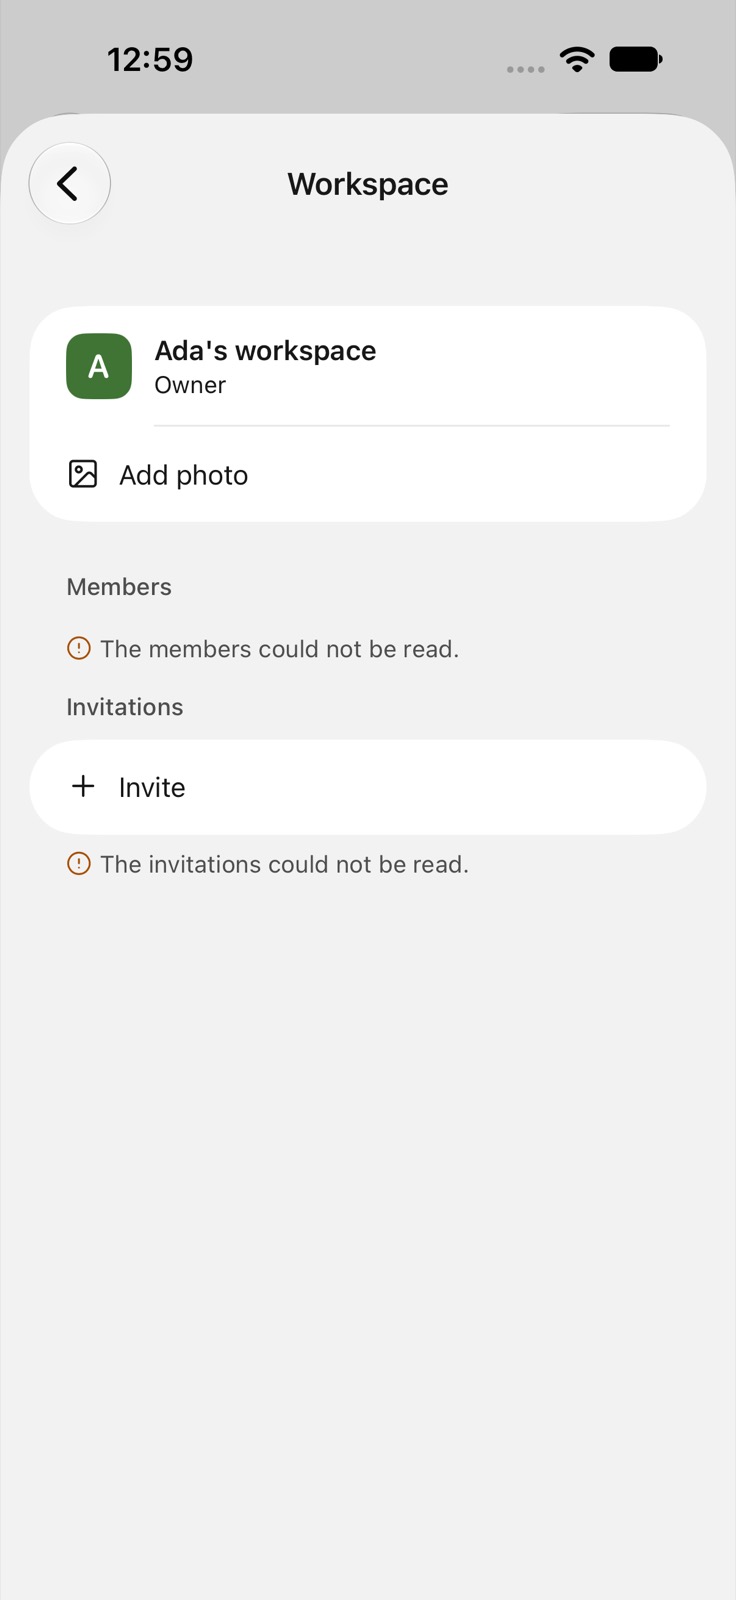 12:59
Workspace
A
Ada's workspace
Owner
Add photo
Members
The members could not be read.
Invitations
Invite
The invitations could not be read.